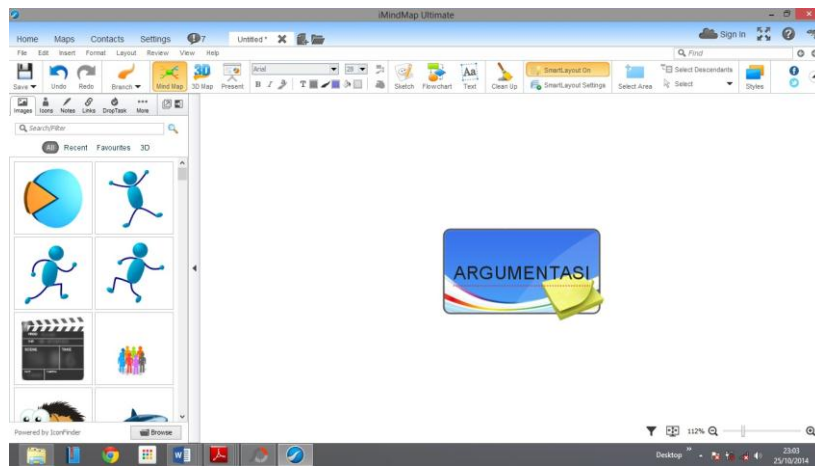 iMindMap Ultimate
Home Maps Contacts Settings 7 Untitled * Sign in
File Edit Insert Format Layout Review View Help Find
Save Undo Redo Branch Mind Map 3D Map Present Arial 28 B I T Sketch Flowchart Text Clean Up SmartLayout On SmartLayout Settings Select Area Select Descendants Select Styles
3D
Images Icons Notes Links DropTask More
Search/Filter
All Recent Favourites 3D
ARGUMENTASI
Powered by IconFinder Browse
112%
Desktop 23:03
25/10/2014